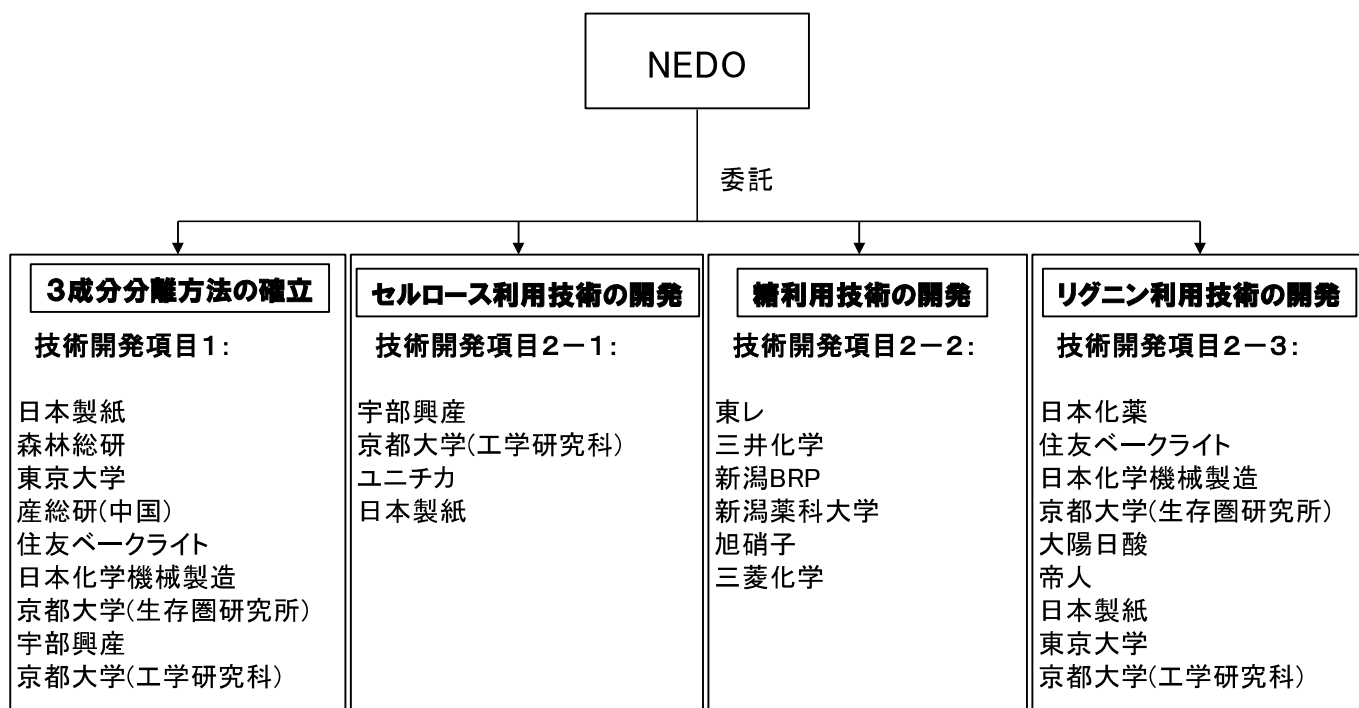 NEDO
委託
3成分分離方法の確立
技術開発項目1:
日本製紙
森林総研
東京大学
産総研(中国)
住友ベークライト
日本化学機械製造
京都大学(生存圏研究所)
宇部興産
京都大学(工学研究科)
セルロース利用技術の開発
技術開発項目2-1:
宇部興産
京都大学(工学研究科)
ユニチカ
日本製紙
糖利用技術の開発
技術開発項目2-2:
東レ
三井化学
新潟BRP
新潟薬科大学
旭硝子
三菱化学
リグニン利用技術の開発
技術開発項目2-3:
日本化薬
住友ベークライト
日本化学機械製造
京都大学(生存圏研究所)
大陽日酸
帝人
日本製紙
東京大学
京都大学(工学研究科)